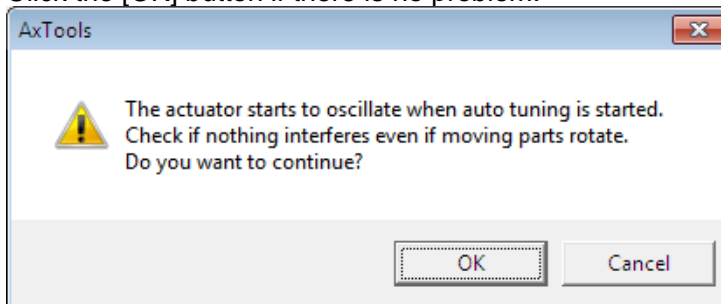 Click the [OK] button if there is no problem.
AxTools
The actuator starts to oscillate when auto tuning is started.
Check if nothing interferes even if moving parts rotate.
Do you want to continue?
OK
Cancel